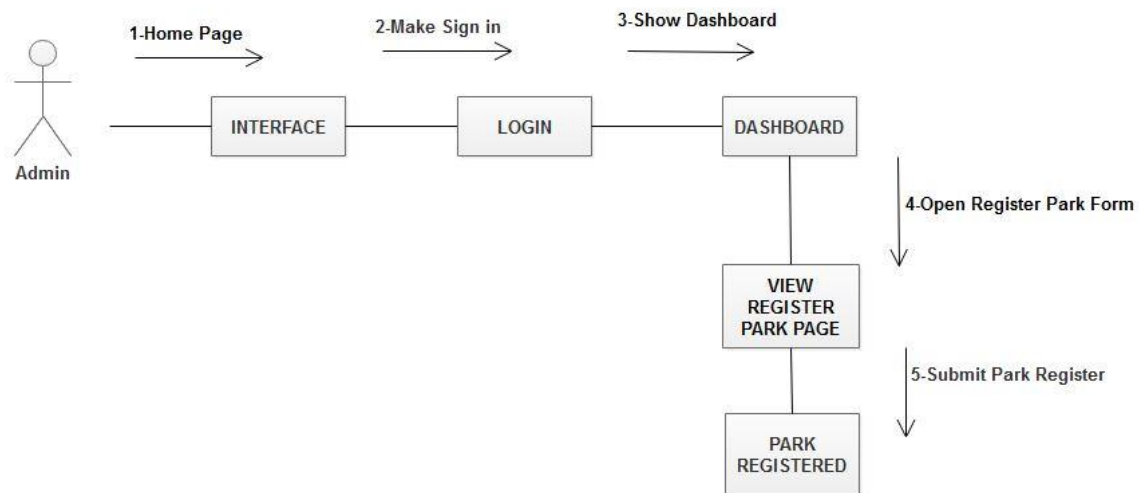 1-Home Page
2-Make Sign in
3-Show Dashboard
INTERFACE
LOGIN
DASHBOARD
Admin
4-Open Register Park Form
VIEW
REGISTER
PARK PAGE
5-Submit Park Register
PARK
REGISTERED